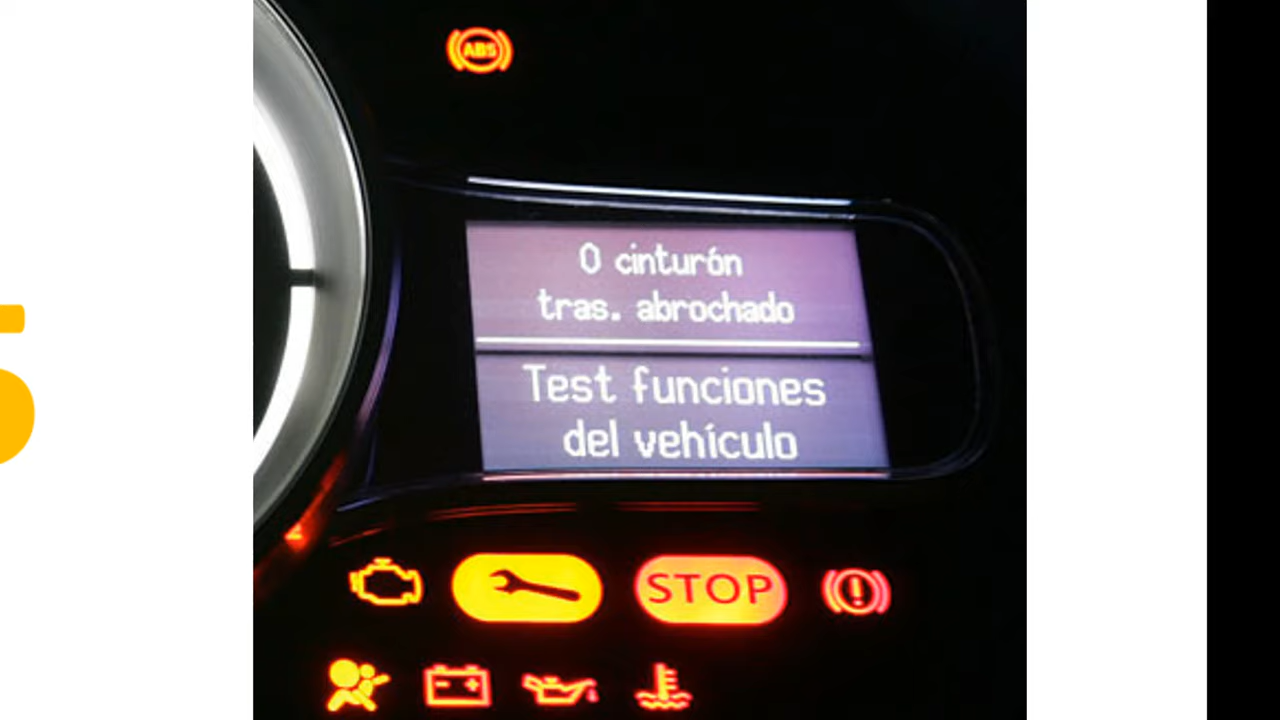 ABS
0 cinturón
tras. abrochado
Test funciones
del vehículo
STOP